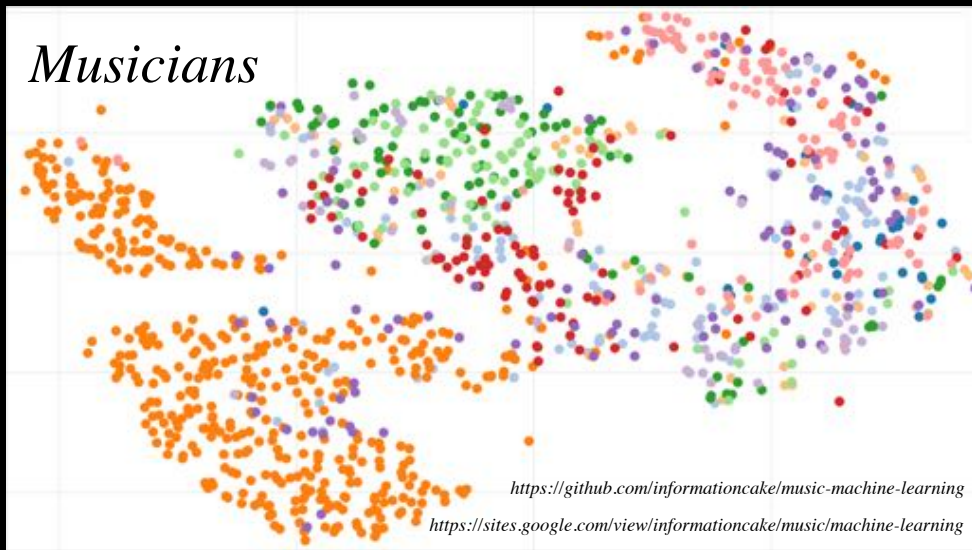 Musicians
https://github.com/informationcake/music-machine-learning
https://sites.google.com/view/informationcake/music/machine-learning